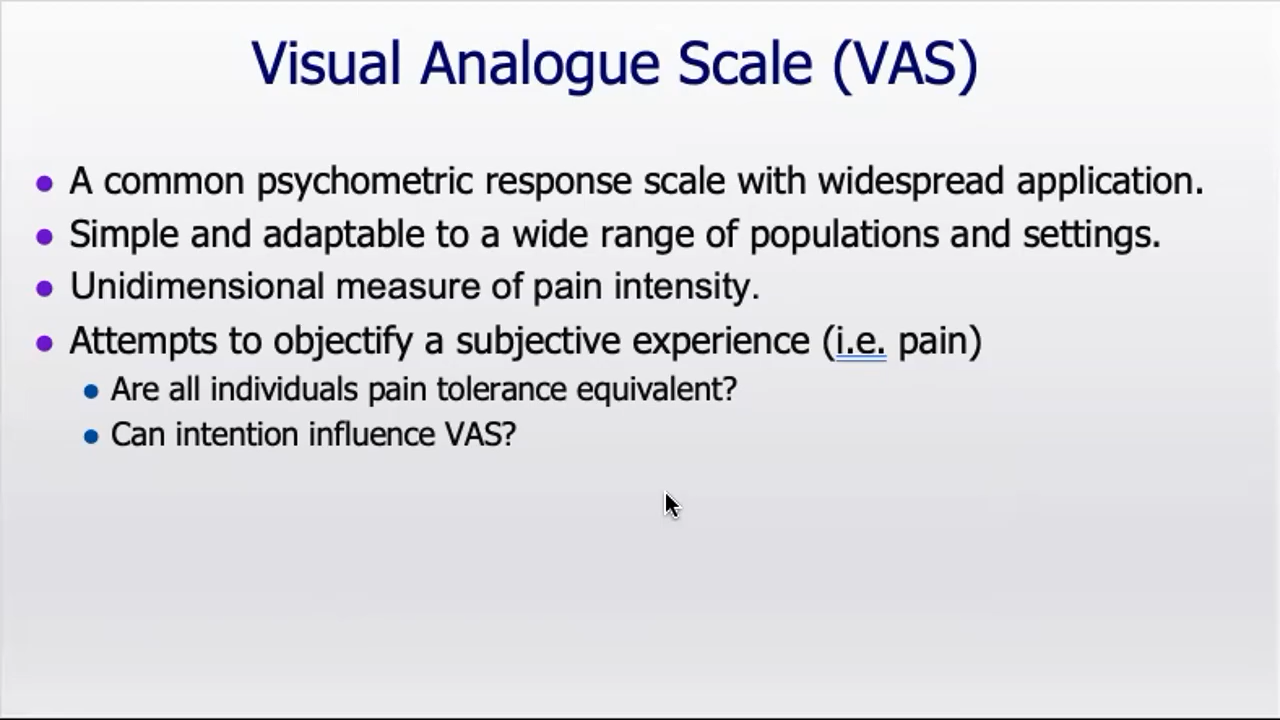 Visual Analogue Scale (VAS)
A common psychometric response scale with widespread application.
Simple and adaptable to a wide range of populations and settings.
Unidimensional measure of pain intensity.
Attempts to objectify a subjective experience (i.e. pain)
Are all individuals pain tolerance equivalent?
Can intention influence VAS?